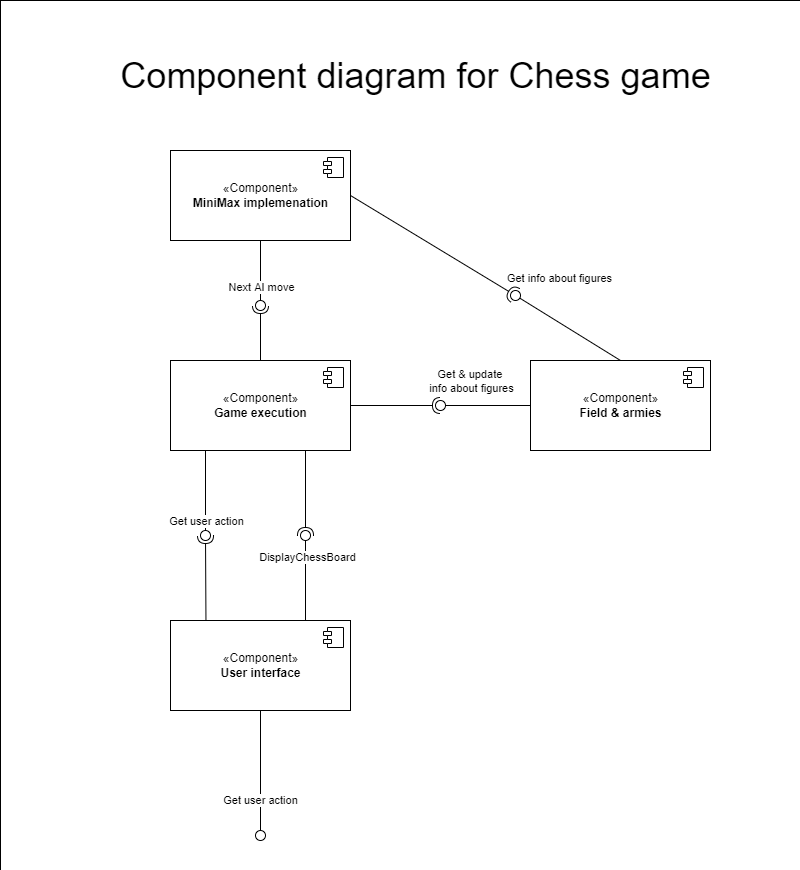 Component diagram for Chess game
«Component»
MiniMax implemenation
Get info about figures
Next AI move
Get & update
info about figures
«Component»
Game execution
«Component»
Field & armies
Get user action
DisplayChessBoard
«Component»
User interface
Get user action